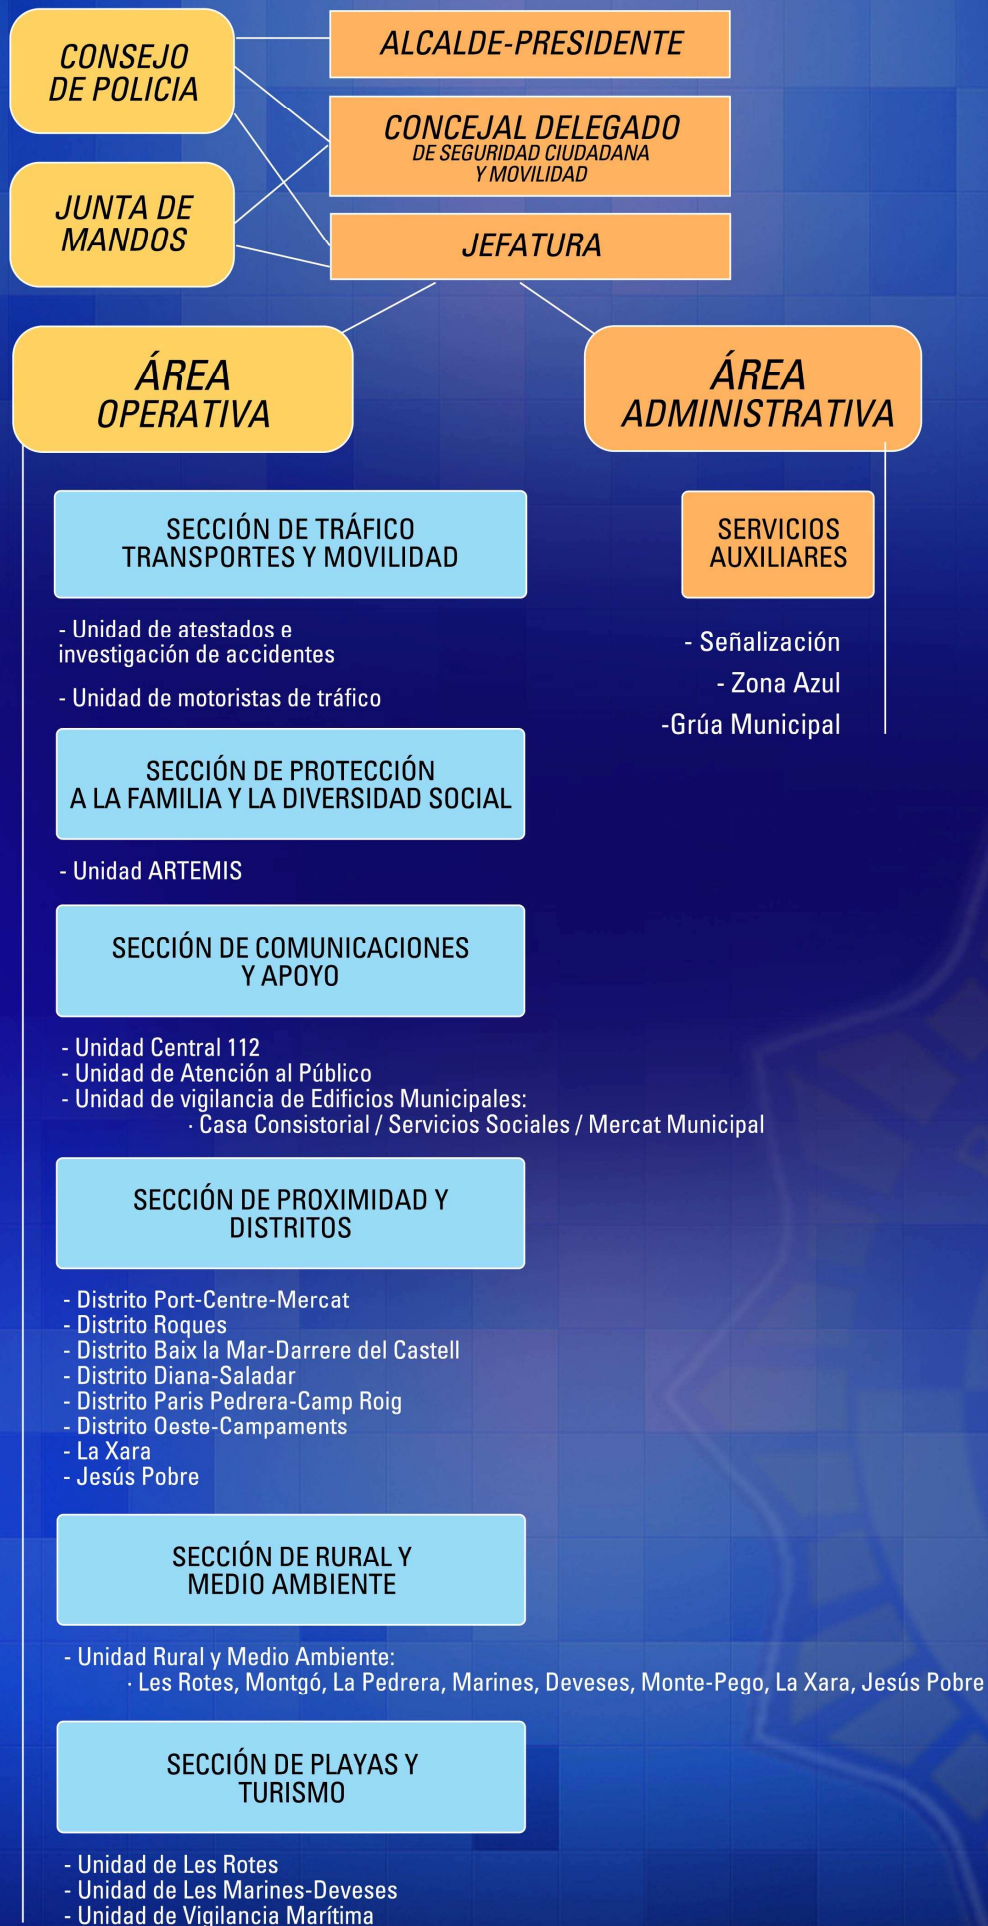 CONSEJO
DE POLICIA
ALCALDE-PRESIDENTE
CONCEJAL DELEGADO
DE SEGURIDAD CIUDADANA
Y MOVILIDAD
JUNTA DE
MANDOS
JEFATURA
ÁREA
OPERATIVA
ÁREA
ADMINISTRATIVA
SECCIÓN DE TRÁFICO
TRANSPORTES Y MOVILIDAD
- Unidad de atestados e
investigación de accidentes
- Unidad de motoristas de tráfico
SERVICIOS
AUXILIARES
- Señalización
- Zona Azul
-Grúa Municipal
SECCIÓN DE PROTECCIÓN
A LA FAMILIA Y LA DIVERSIDAD SOCIAL
- Unidad ARTEMIS
SECCIÓN DE COMUNICACIONES
Y APOYO
- Unidad Central 112
- Unidad de Atención al Público
- Unidad de vigilancia de Edificios Municipales:
· Casa Consistorial / Servicios Sociales / Mercat Municipal
SECCIÓN DE PROXIMIDAD Y
DISTRITOS
- Distrito Port-Centre-Mercat
- Distrito Roques
- Distrito Baix la Mar-Darrere del Castell
- Distrito Diana-Saladar
- Distrito Paris Pedrera-Camp Roig
- Distrito Oeste-Campaments
- La Xara
- Jesús Pobre
SECCIÓN DE RURAL Y
MEDIO AMBIENTE
- Unidad Rural y Medio Ambiente:
· Les Rotes, Montgó, La Pedrera, Marines, Deveses, Monte-Pego, La Xara, Jesús Pobre
SECCIÓN DE PLAYAS Y
TURISMO
- Unidad de Les Rotes
- Unidad de Les Marines-Deveses
- Unidad de Vigilancia Marítima